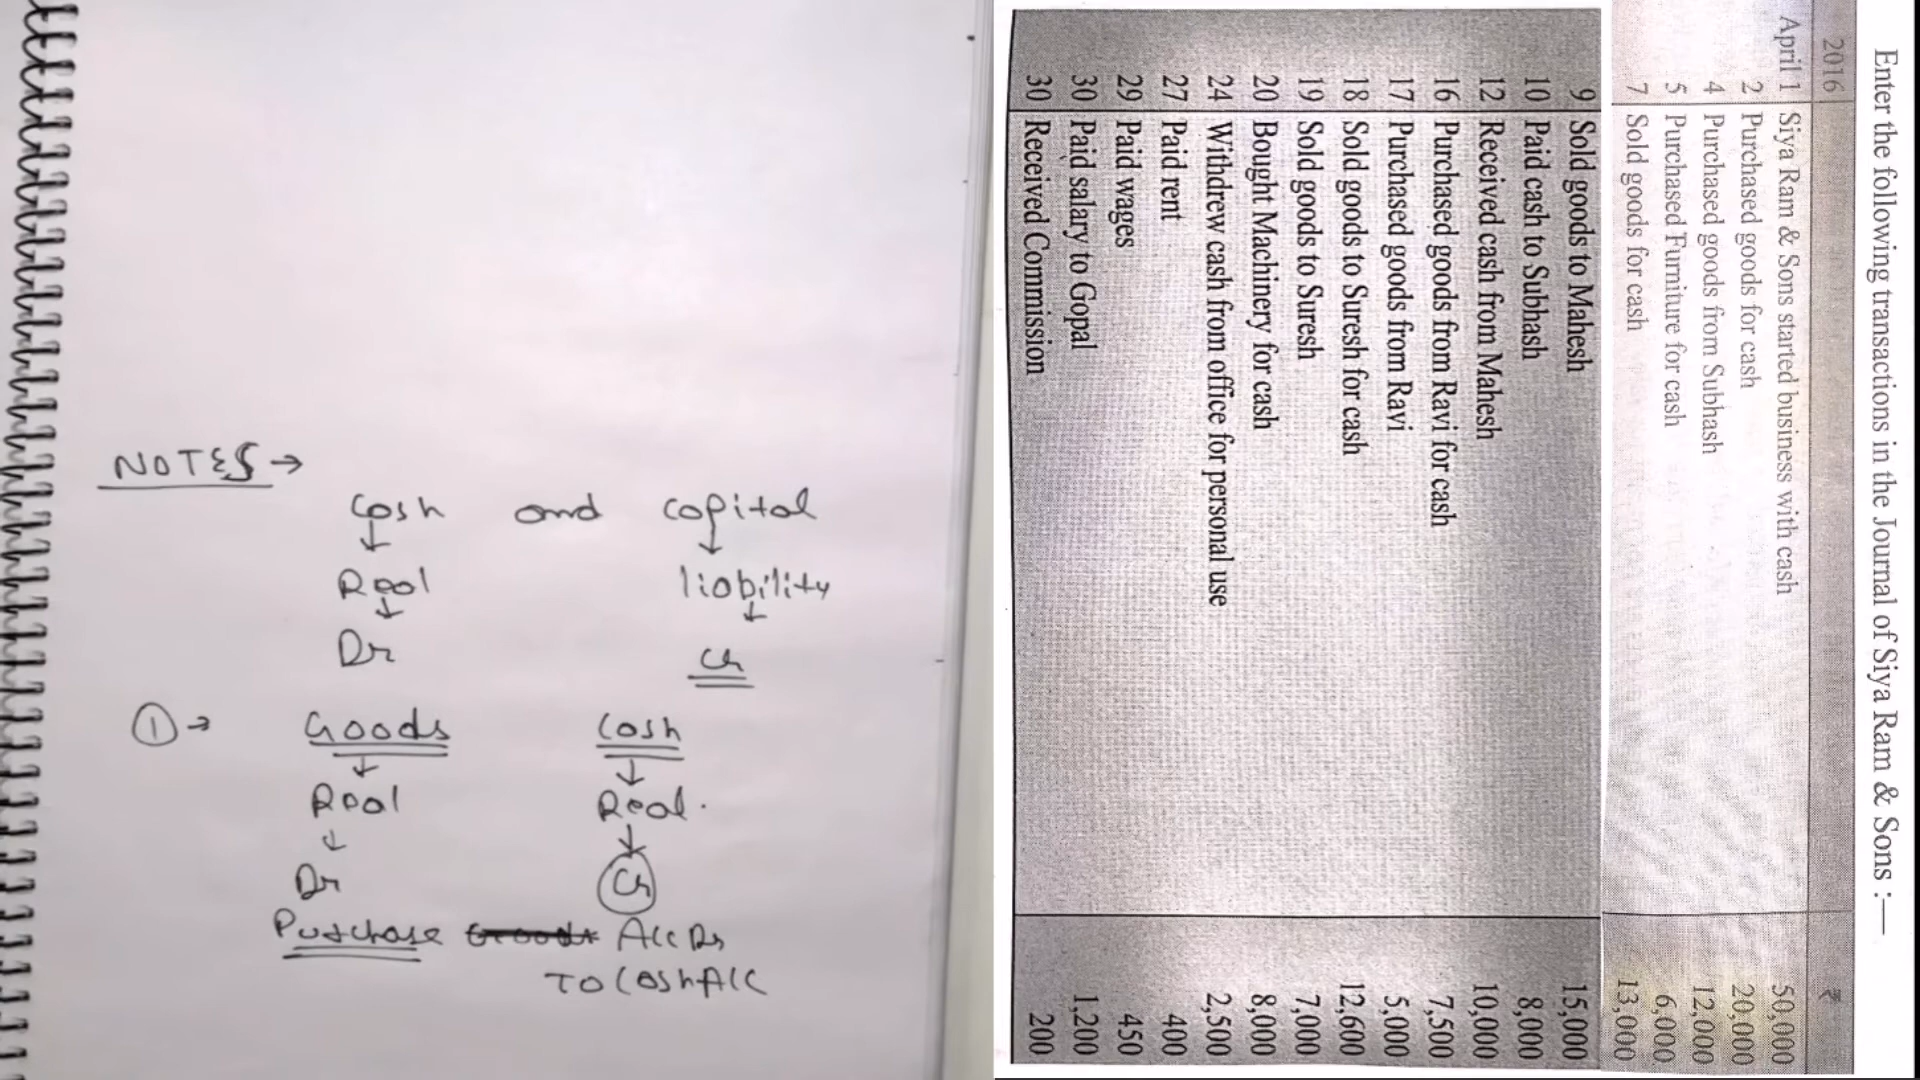 NOTES →
Cash and Capital
Real liability
Dr Cr
① → Goods Cash
Real Real.
Dr Cr
Purchase Goods Acc Dr
TO Cash A/c
Enter the following transactions in the Journal of Siya Ram & Sons :—
2016 ₹
April 1 Siya Ram & Sons started business with cash 50,000
2 Purchased goods for cash 20,000
4 Purchased goods from Subhash 12,000
5 Purchased Furniture for cash 6,000
7 Sold goods for cash 13,000
9 Sold goods to Mahesh 15,000
10 Paid cash to Subhash 8,000
12 Received cash from Mahesh 10,000
16 Purchased goods from Ravi for cash 7,500
17 Purchased goods from Ravi 5,000
18 Sold goods to Suresh for cash 12,600
19 Sold goods to Suresh 7,000
20 Bought Machinery for cash 8,000
24 Withdrew cash from office for personal use 2,500
27 Paid rent 400
29 Paid wages 450
30 Paid salary to Gopal 1,200
30 Received Commission 200